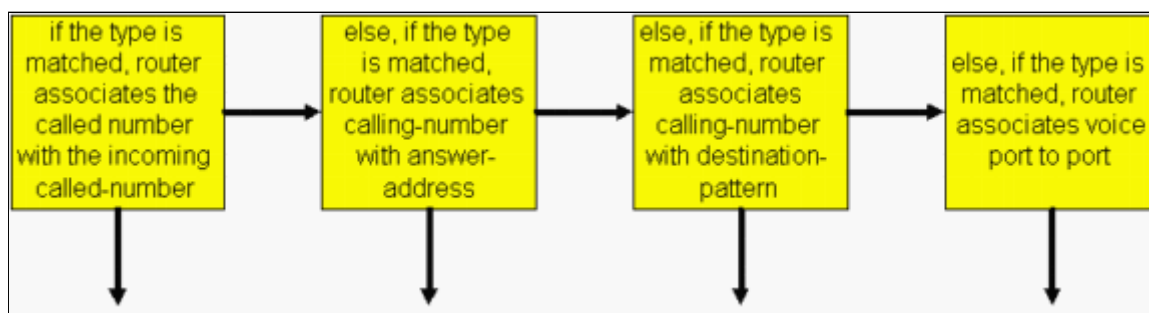 if the type is
matched, router
associates the
called number
with the incoming
called-number
else, if the type
is matched,
router associates
calling-number
with answer-
address
else, if the type is
matched, router
associates
calling-number
with destination-
pattern
else, if the type is
matched, router
associates voice
port to port